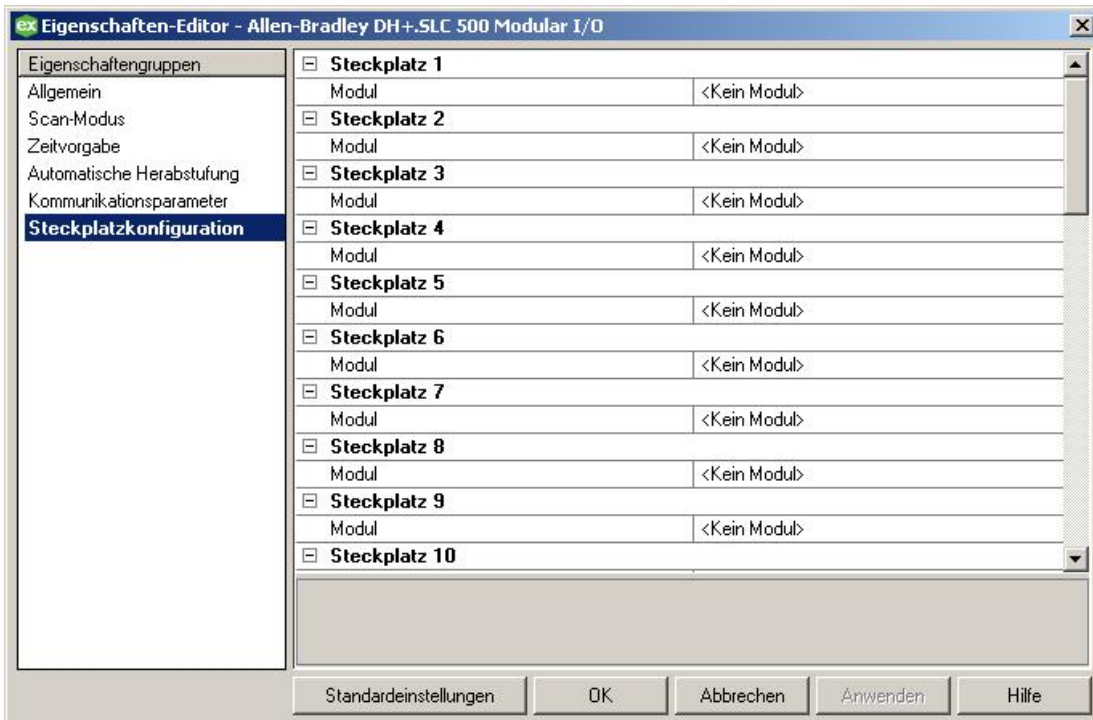 ex Eigenschaften-Editor - Allen-Bradley DH+.SLC 500 Modular I/O
Eigenschaftengruppen
Allgemein
Scan-Modus
Zeitvorgabe
Automatische Herabstufung
Kommunikationsparameter
Steckplatzkonfiguration
Steckplatz 1
Modul <Kein Modul>
Steckplatz 2
Modul <Kein Modul>
Steckplatz 3
Modul <Kein Modul>
Steckplatz 4
Modul <Kein Modul>
Steckplatz 5
Modul <Kein Modul>
Steckplatz 6
Modul <Kein Modul>
Steckplatz 7
Modul <Kein Modul>
Steckplatz 8
Modul <Kein Modul>
Steckplatz 9
Modul <Kein Modul>
Steckplatz 10
Standardeinstellungen OK Abbrechen Anwenden Hilfe